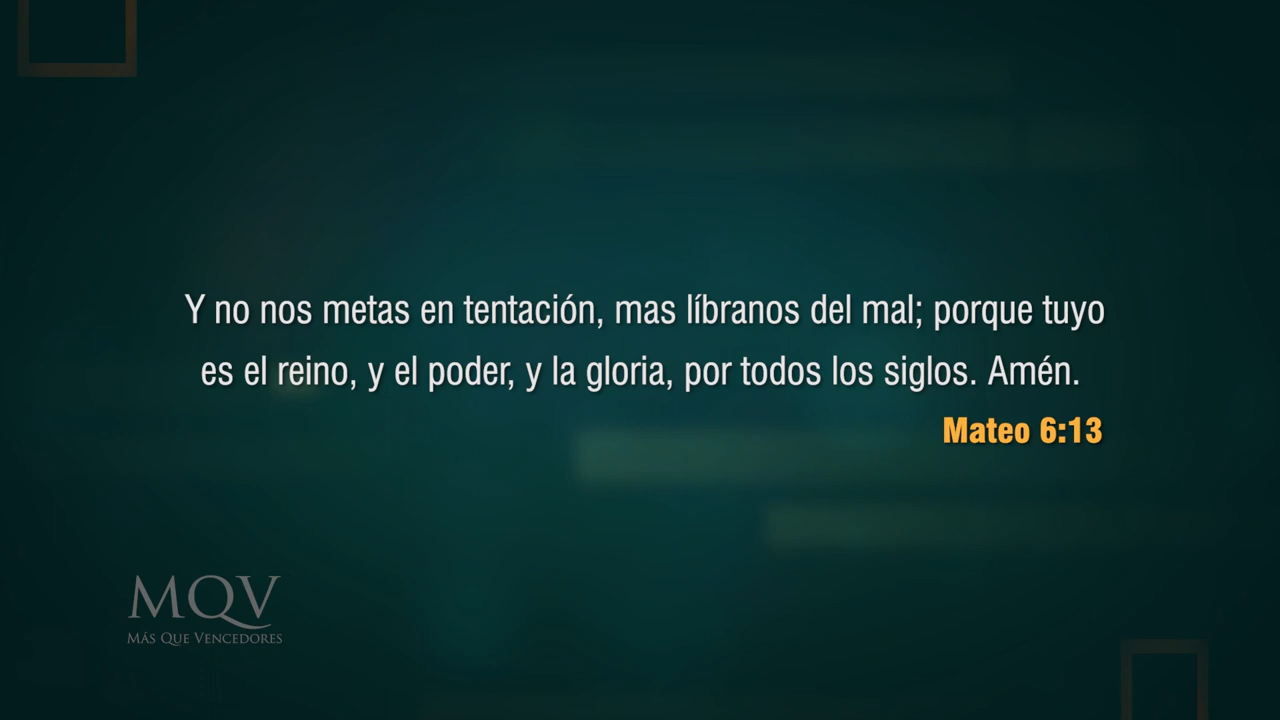 Y no nos metas en tentación, mas líbranos del mal; porque tuyo
es el reino, y el poder, y la gloria, por todos los siglos. Amén.
Mateo 6:13
MQV
MÁS QUE VENCEDORES